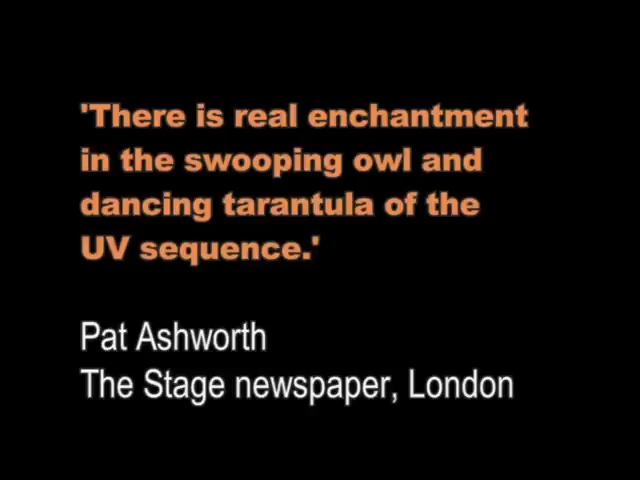 'There is real enchantment
in the swooping owl and
dancing tarantula of the
UV sequence.'
Pat Ashworth
The Stage newspaper, London